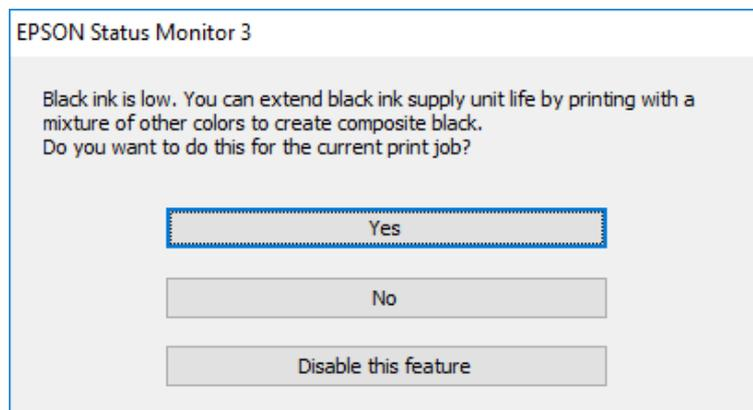 EPSON Status Monitor 3
Black ink is low. You can extend black ink supply unit life by printing with a
mixture of other colors to create composite black.
Do you want to do this for the current print job?
Yes
No
Disable this feature